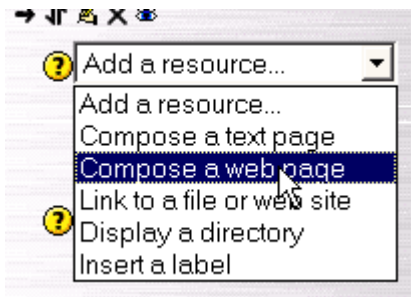 Add a resource...
Add a resource...
Compose a text page
Compose a web page
Link to a file or web site
Display a directory
Insert a label